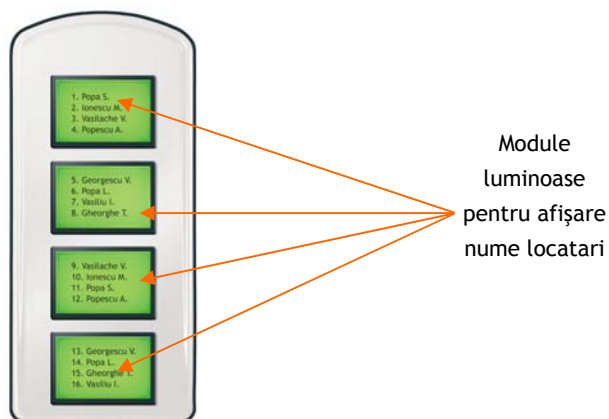 1. Popa S.
2. Ionescu M.
3. Vasilache V.
4. Popescu A.
5. Georgescu V.
6. Popa L.
7. Vasiliu I.
8. Gheorghe T.
9. Vasilache V.
10. Ionescu M.
11. Popa S.
12. Popescu A.
13. Georgescu V.
14. Popa L.
15. Gheorghe T.
16. Vasiliu I.
Module
luminoase
pentru afişare
nume locatari